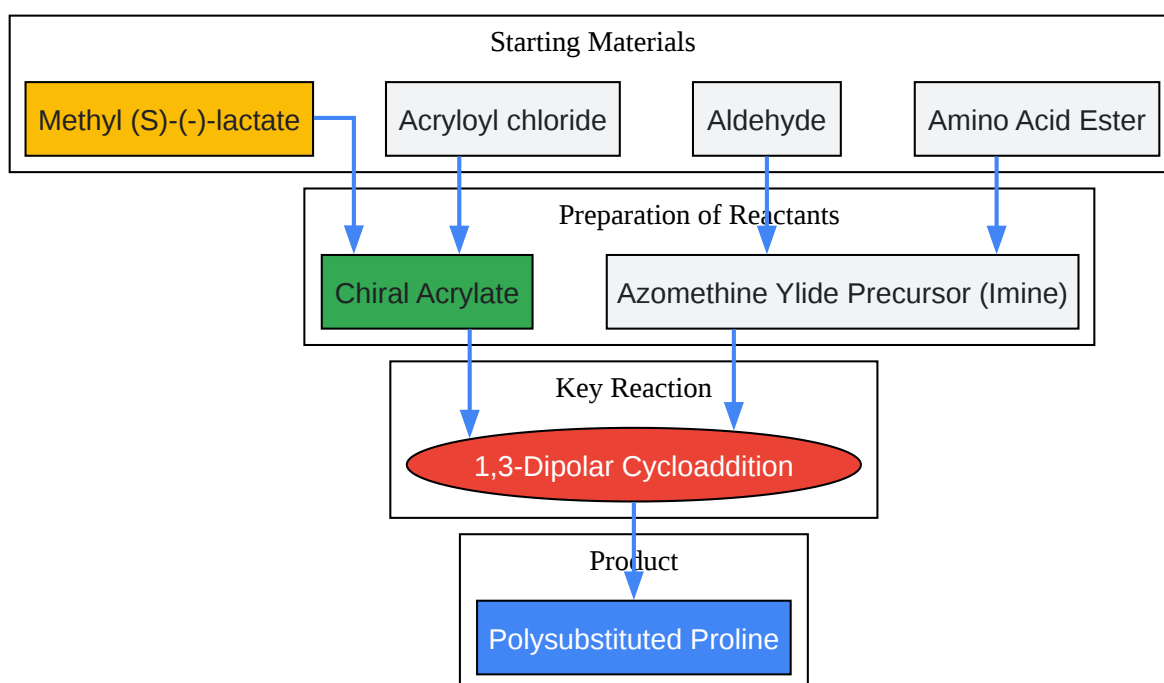 Starting Materials
Methyl (S)-(-)-lactate
Acryloyl chloride
Aldehyde
Amino Acid Ester
Preparation of Reactants
Chiral Acrylate
Azomethine Ylide Precursor (Imine)
Key Reaction
1,3-Dipolar Cycloaddition
Product
Polysubstituted Proline